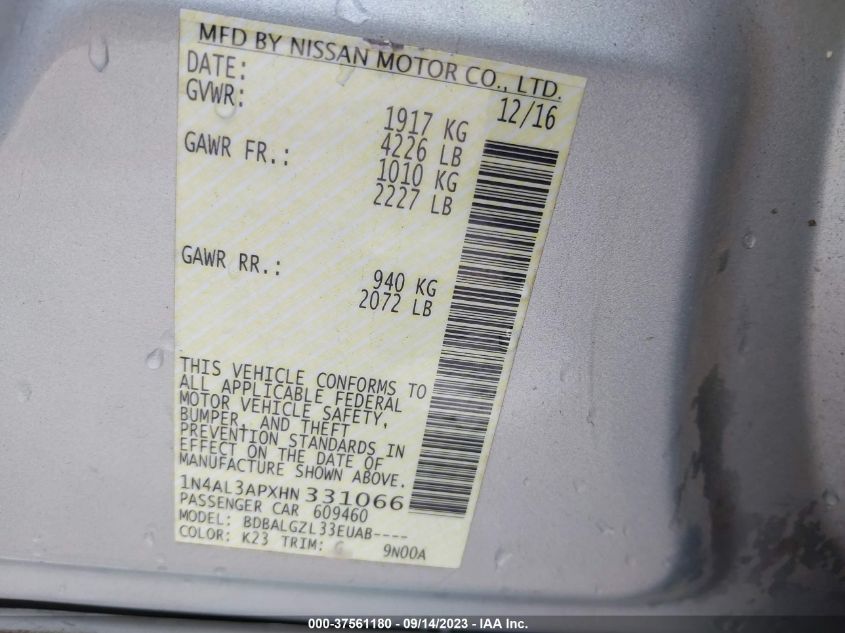 MFD BY NISSAN MOTOR CO., LTD.
DATE: 12/16
GVWR: 1917 KG
4226 LB
GAWR FR.: 1010 KG
2227 LB
GAWR RR.: 940 KG
2072 LB
THIS VEHICLE CONFORMS TO
ALL APPLICABLE FEDERAL
MOTOR VEHICLE SAFETY,
BUMPER, AND THEFT
PREVENTION STANDARDS IN
EFFECT ON THE DATE OF
MANUFACTURE SHOWN ABOVE.
1N4AL3APXHN 331066
PASSENGER CAR 609460
MODEL: BDBALGZL33EUAB----
COLOR: K23 TRIM: G 9N00A
000-37561180 - 09/14/2023 - IAA Inc.